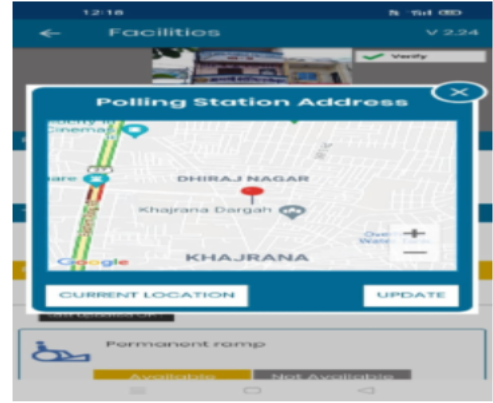 12:18
Facilities
V 2.24
Verify
Polling Station Address
Cinemas
DHIRAJ NAGAR
Khajrana Dargah
KHAJRANA
Google
+
−
CURRENT LOCATION
UPDATE
Permanent ramp
Available
Not Available